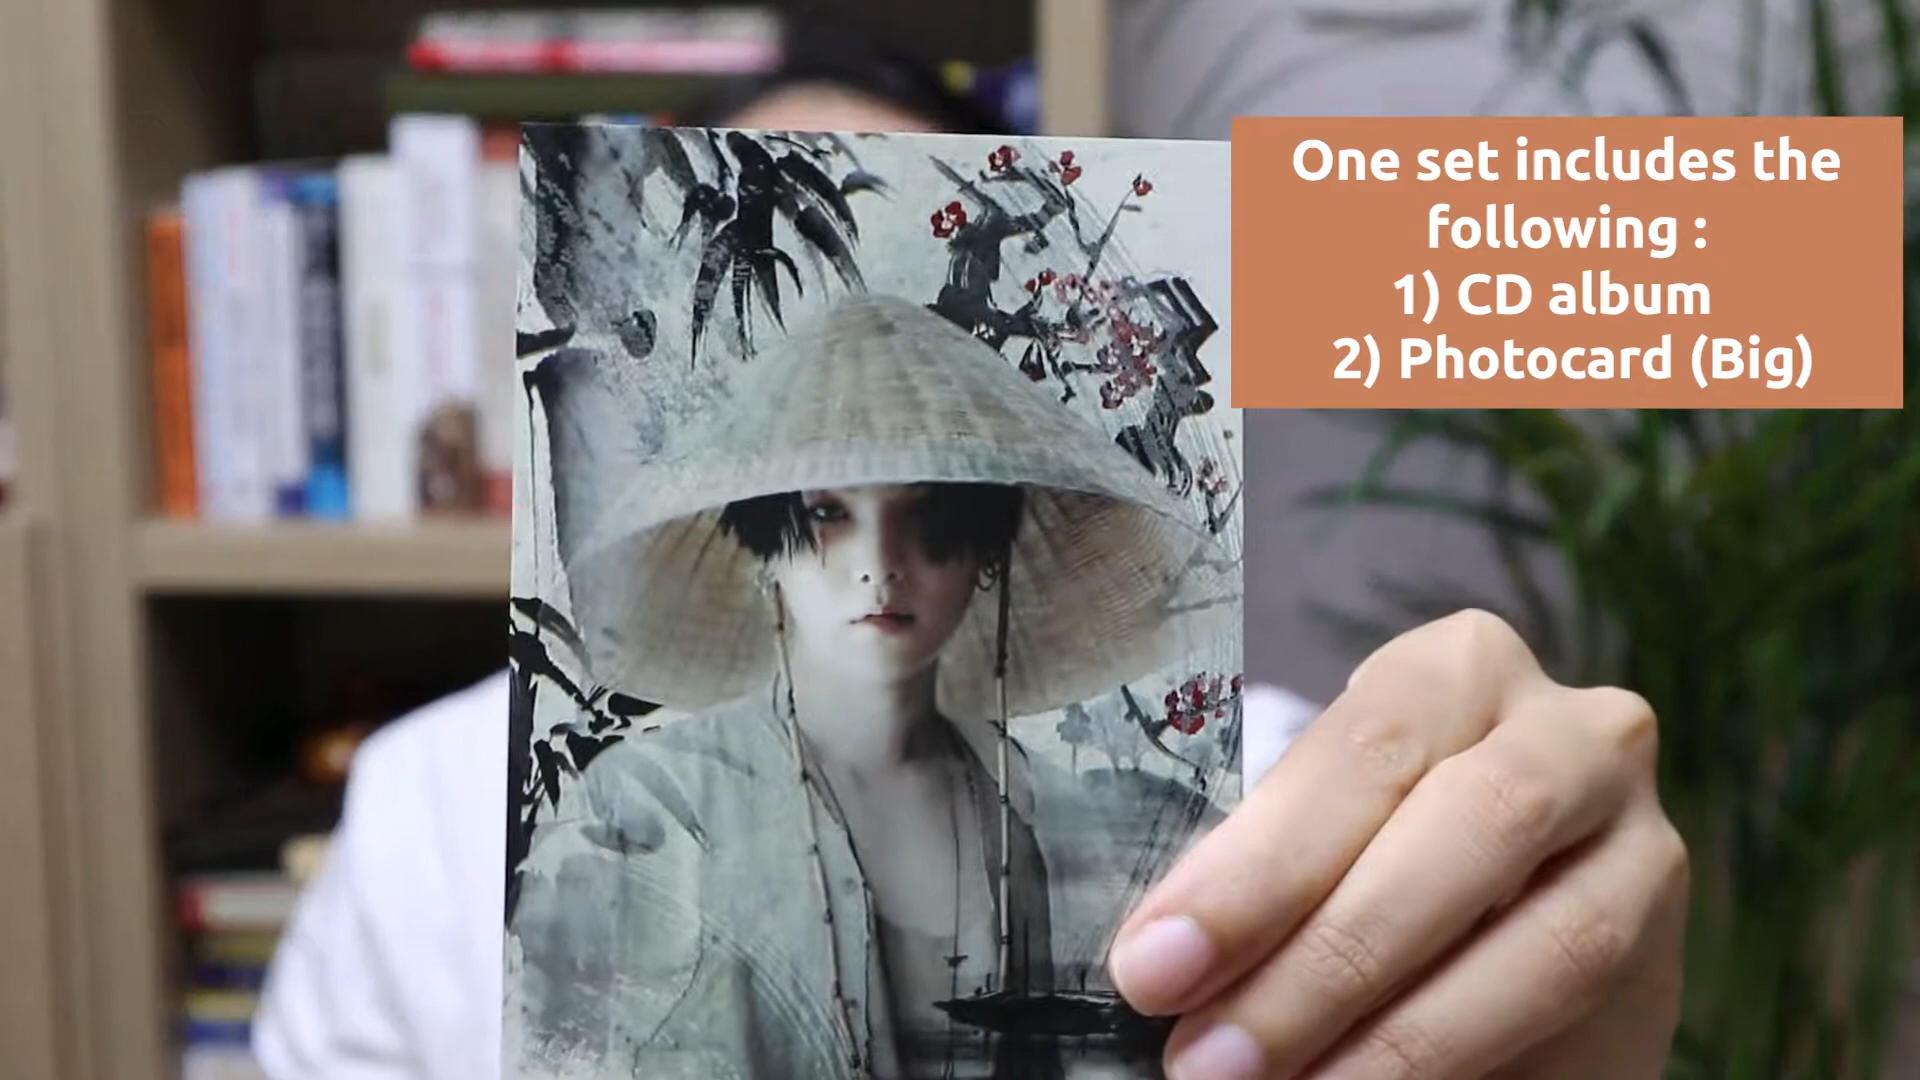 One set includes the
following :
1) CD album
2) Photocard (Big)